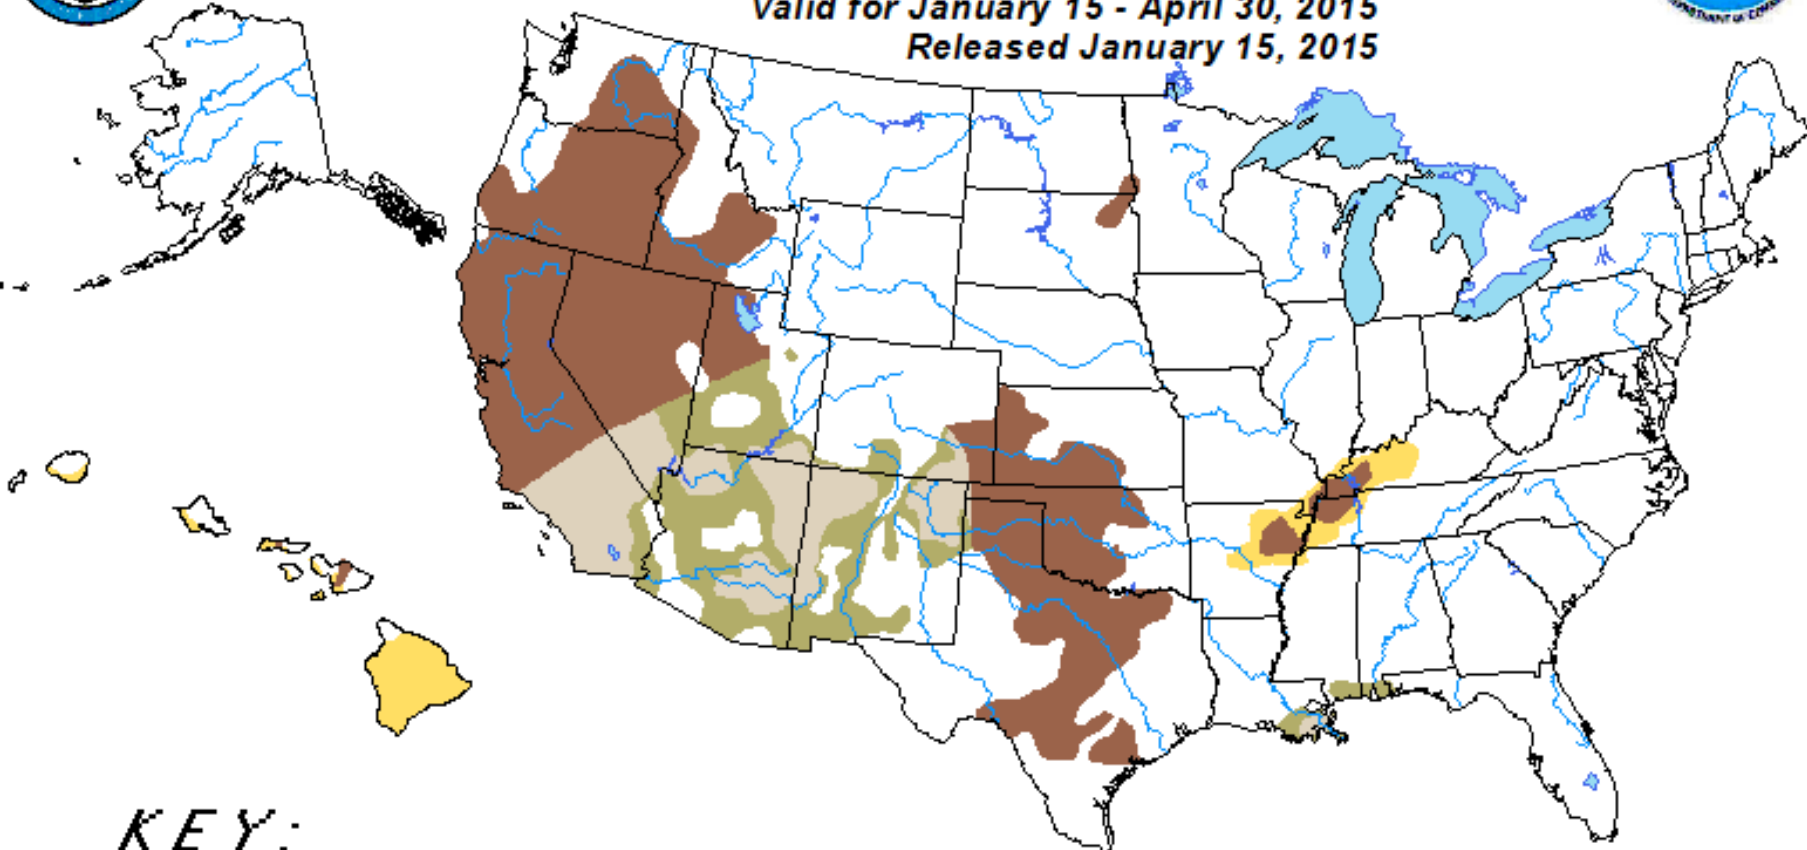 Valid for January 15 - April 30, 2015
Released January 15, 2015
KEY: